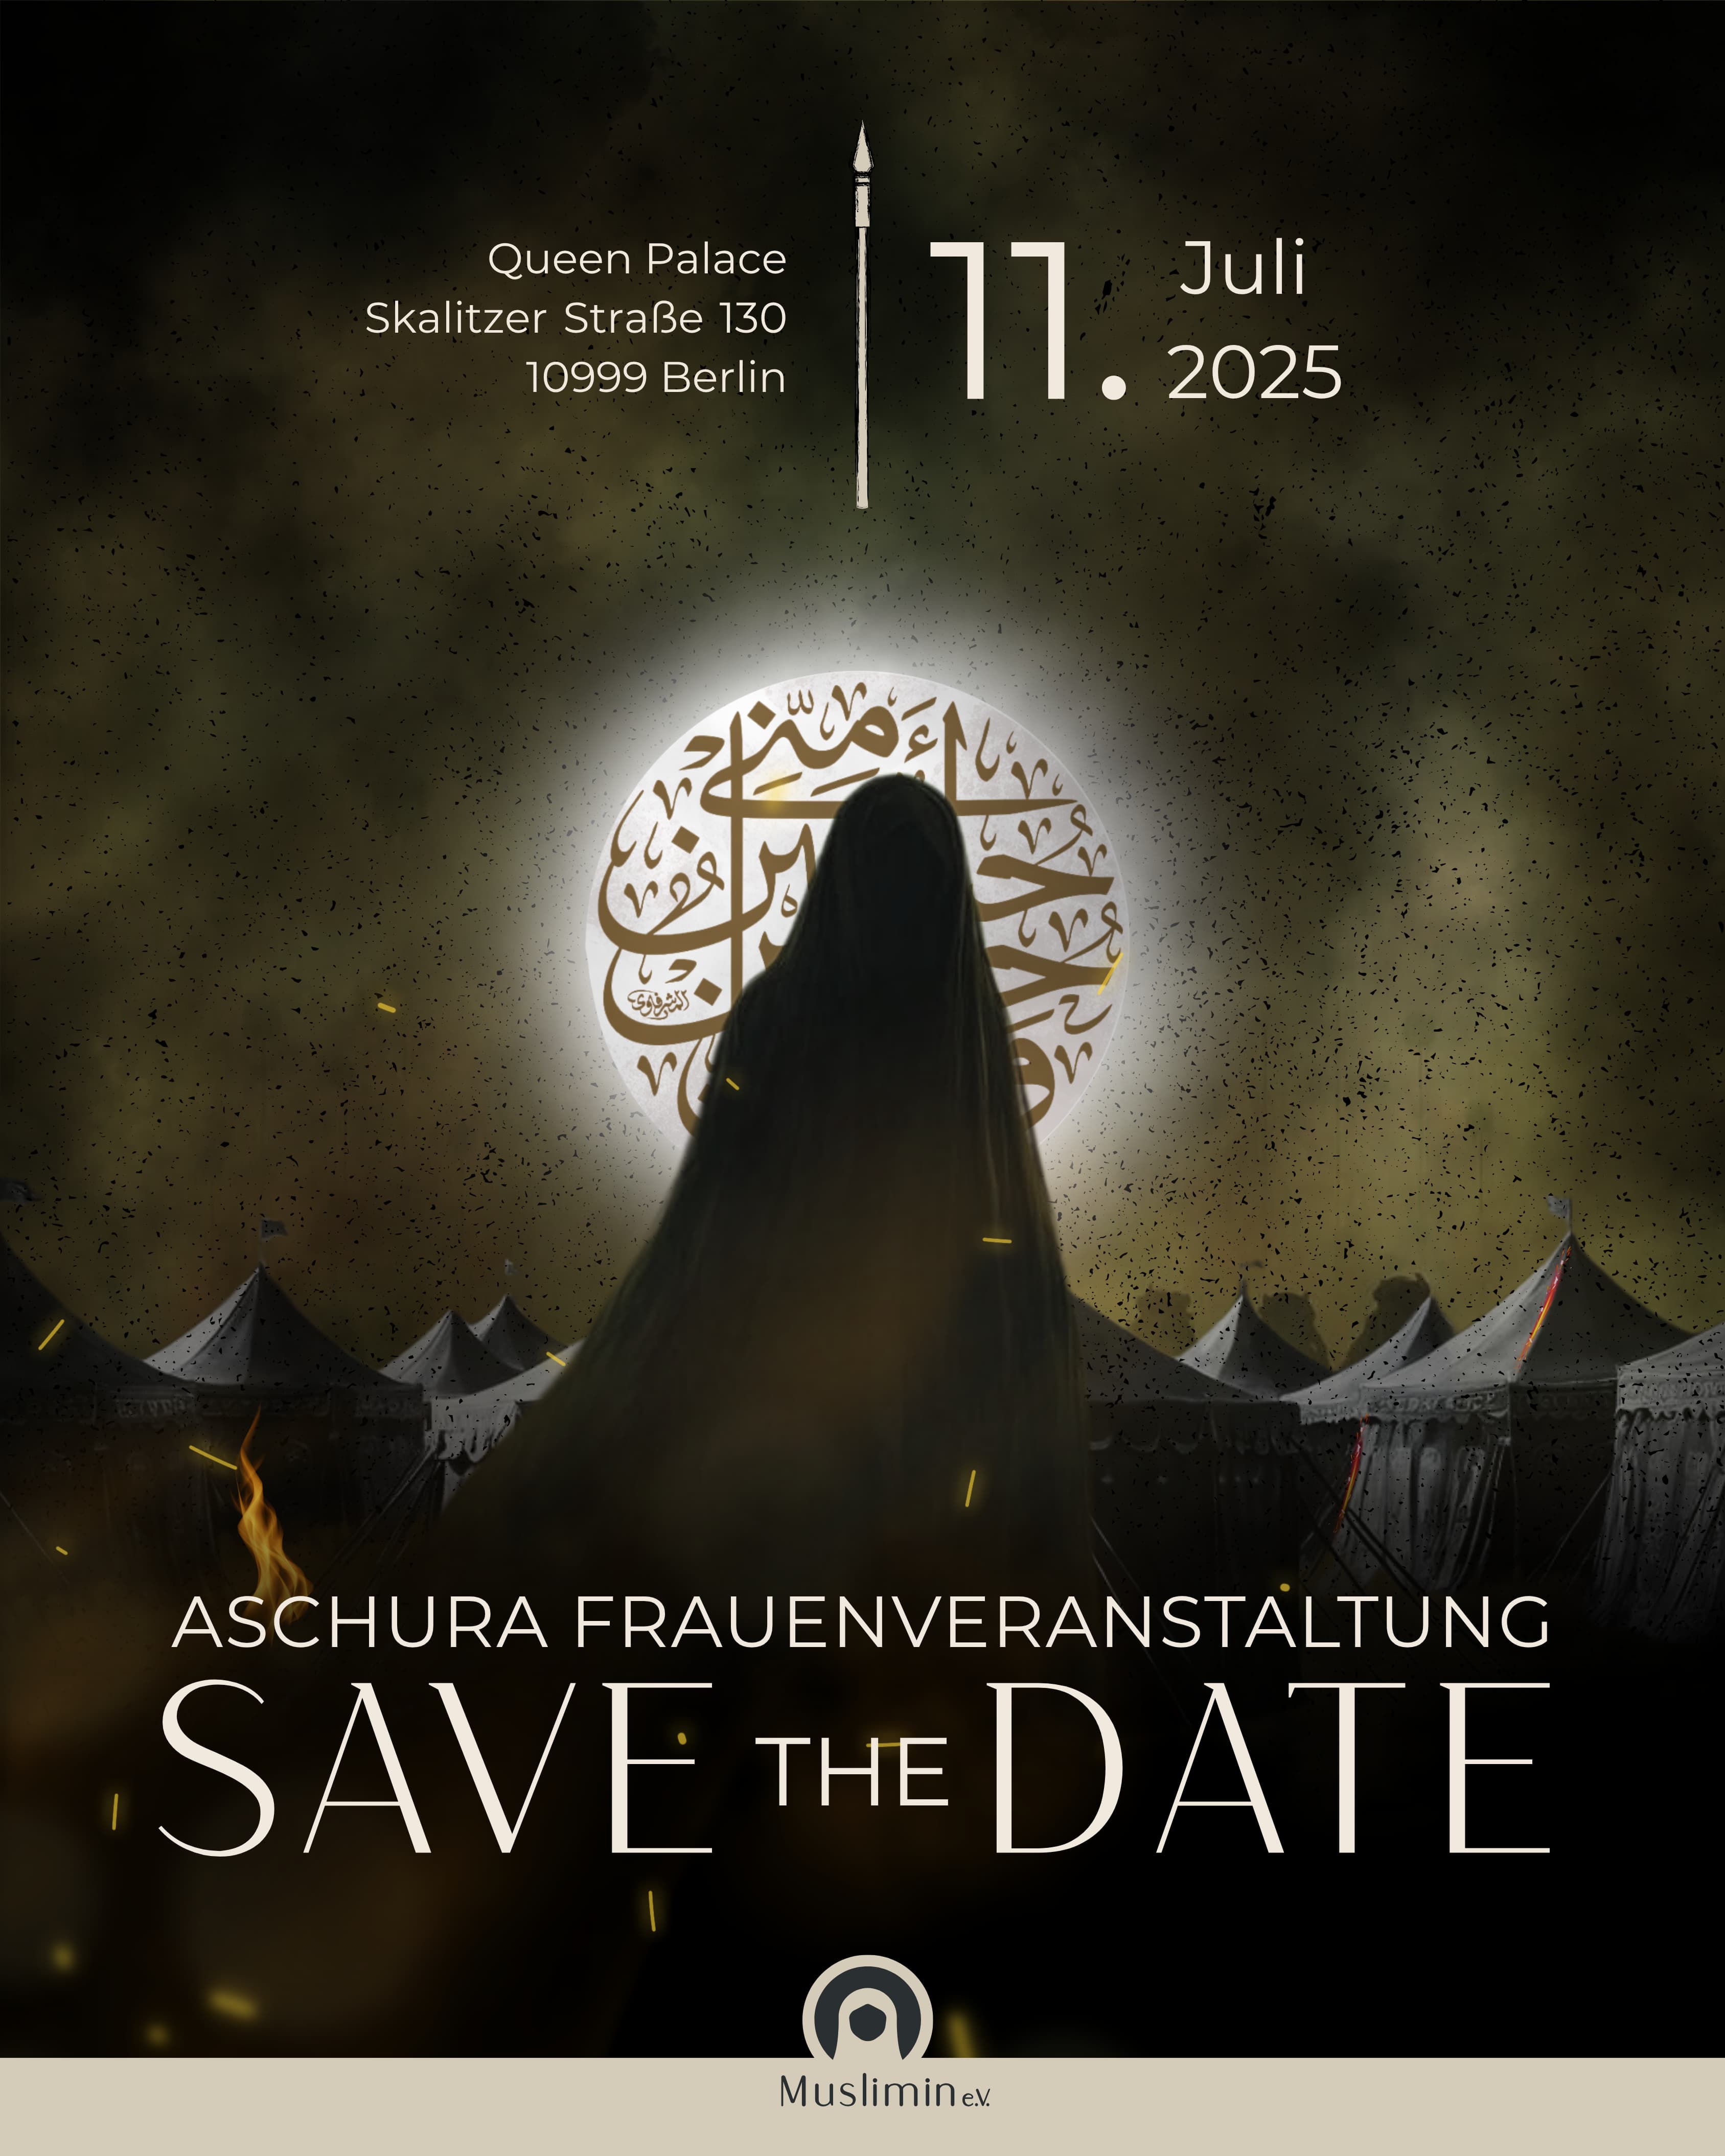 Queen Palace
Skalitzer Straße 130
10999 Berlin
11. Juli
2025
مِنِّي
ASCHURA FRAUENVERANSTALTUNG
SAVE THE DATE
Muslimin e.V.